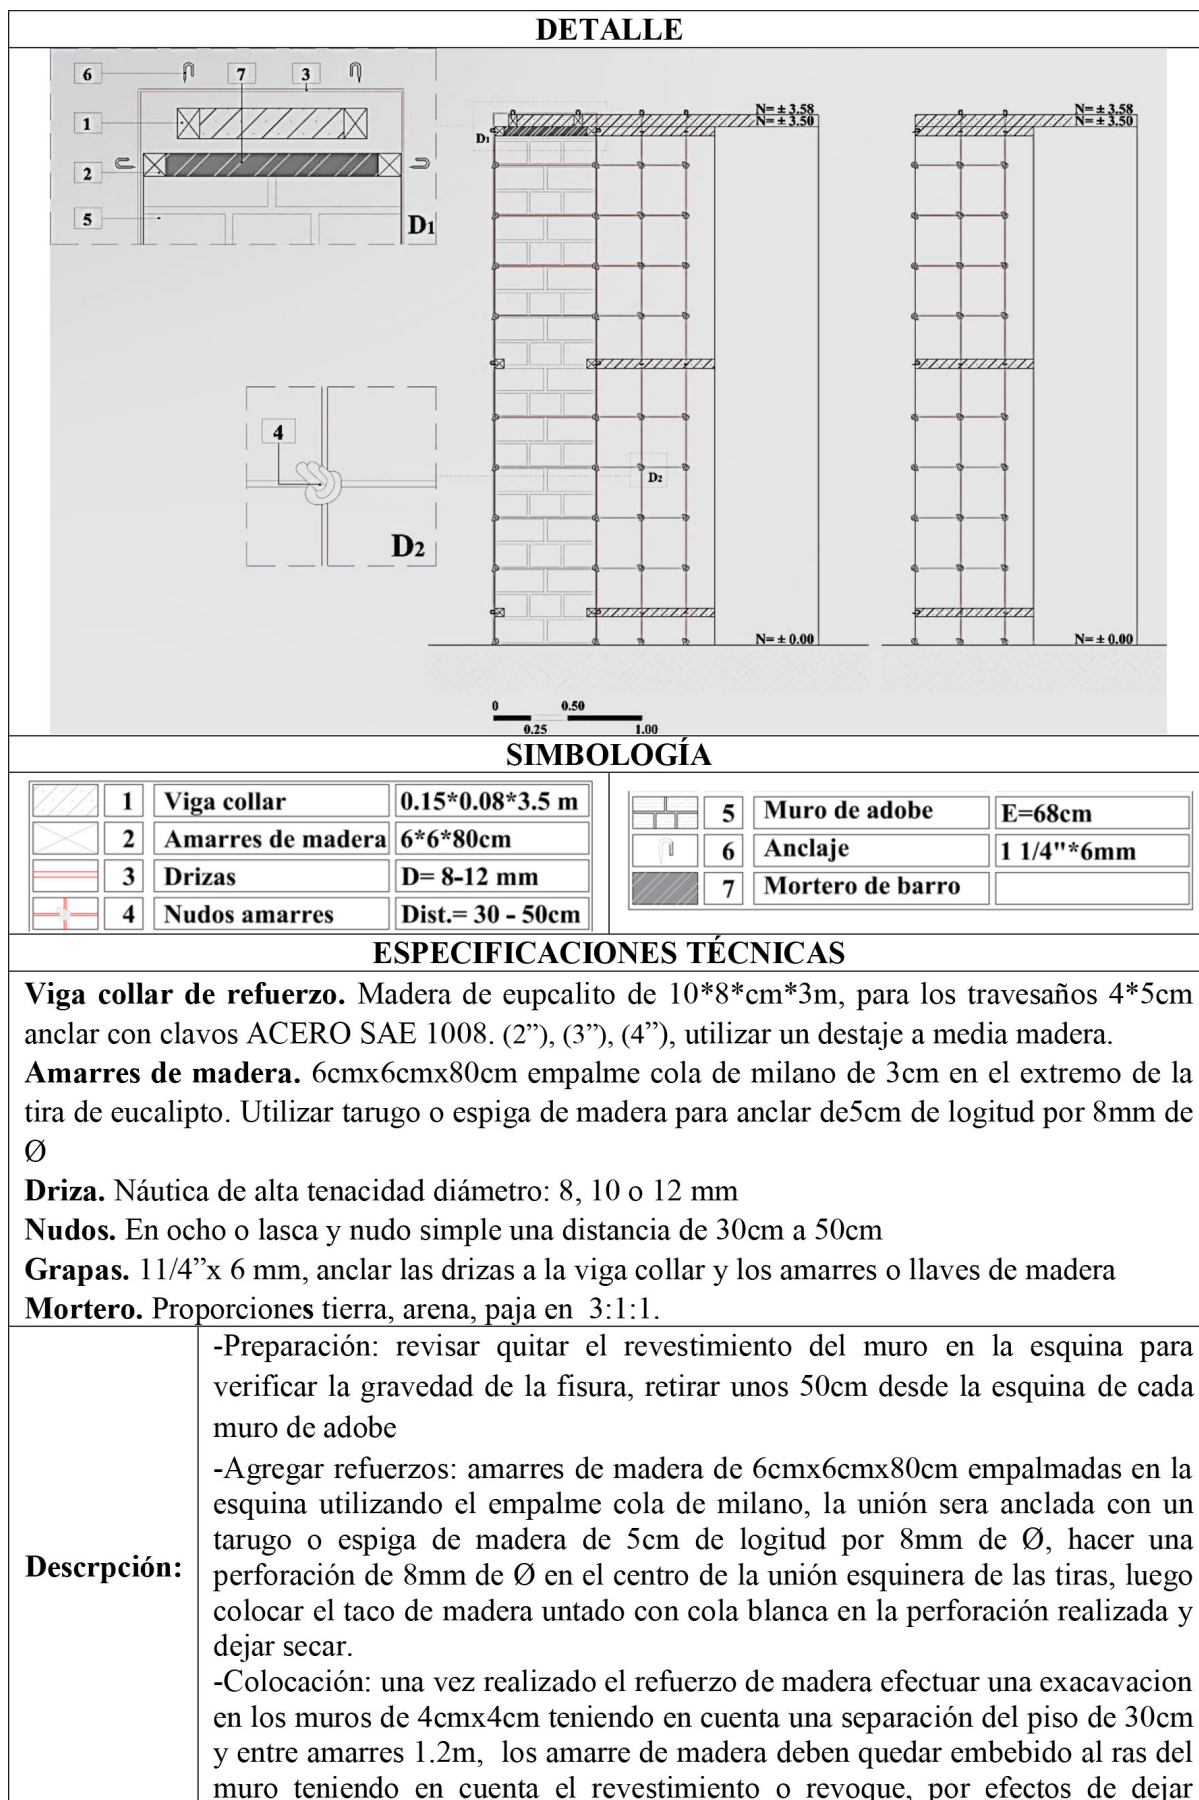 DETALLE
6 7 3
1
2
5
D1
N= ± 3.58
N= ± 3.50
D1
N= ± 3.58
N= ± 3.50
4
D2
D2
N= ± 0.00
N= ± 0.00
0 0.50
0.25 1.00
SIMBOLOGÍA
1 Viga collar 0.15*0.08*3.5 m
2 Amarres de madera 6*6*80cm
3 Drizas D= 8-12 mm
4 Nudos amarres Dist.= 30 - 50cm
5 Muro de adobe E=68cm
6 Anclaje 1 1/4"*6mm
7 Mortero de barro
ESPECIFICACIONES TÉCNICAS
Viga collar de refuerzo. Madera de eupcalito de 10*8*cm*3m, para los travesaños 4*5cm
anclar con clavos ACERO SAE 1008. (2”), (3”), (4”), utilizar un destaje a media madera.
Amarres de madera. 6cmx6cmx80cm empalme cola de milano de 3cm en el extremo de la
tira de eucalipto. Utilizar tarugo o espiga de madera para anclar de5cm de logitud por 8mm de
Ø
Driza. Náutica de alta tenacidad diámetro: 8, 10 o 12 mm
Nudos. En ocho o lasca y nudo simple una distancia de 30cm a 50cm
Grapas. 11/4”x 6 mm, anclar las drizas a la viga collar y los amarres o llaves de madera
Mortero. Proporciones tierra, arena, paja en 3:1:1.
Descrpción:
-Preparación: revisar quitar el revestimiento del muro en la esquina para
verificar la gravedad de la fisura, retirar unos 50cm desde la esquina de cada
muro de adobe
-Agregar refuerzos: amarres de madera de 6cmx6cmx80cm empalmadas en la
esquina utilizando el empalme cola de milano, la unión sera anclada con un
tarugo o espiga de madera de 5cm de logitud por 8mm de Ø, hacer una
perforación de 8mm de Ø en el centro de la unión esquinera de las tiras, luego
colocar el taco de madera untado con cola blanca en la perforación realizada y
dejar secar.
-Colocación: una vez realizado el refuerzo de madera efectuar una exacavacion
en los muros de 4cmx4cm teniendo en cuenta una separación del piso de 30cm
y entre amarres 1.2m, los amarre de madera deben quedar embebido al ras del
muro teniendo en cuenta el revestimiento o revoque, por efectos de dejar